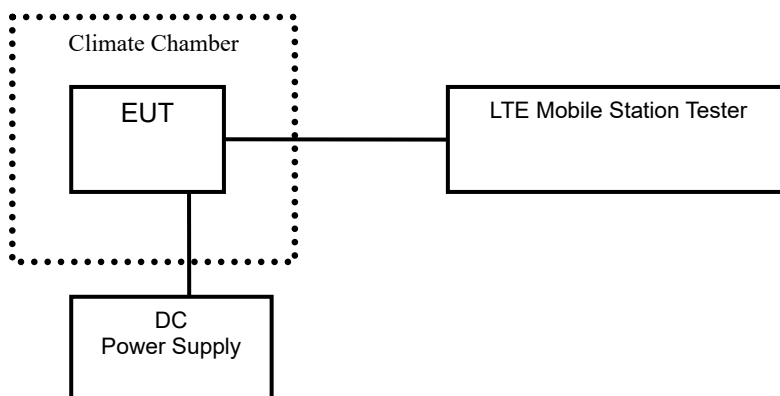 Climate Chamber
EUT
LTE Mobile Station Tester
DC
Power Supply